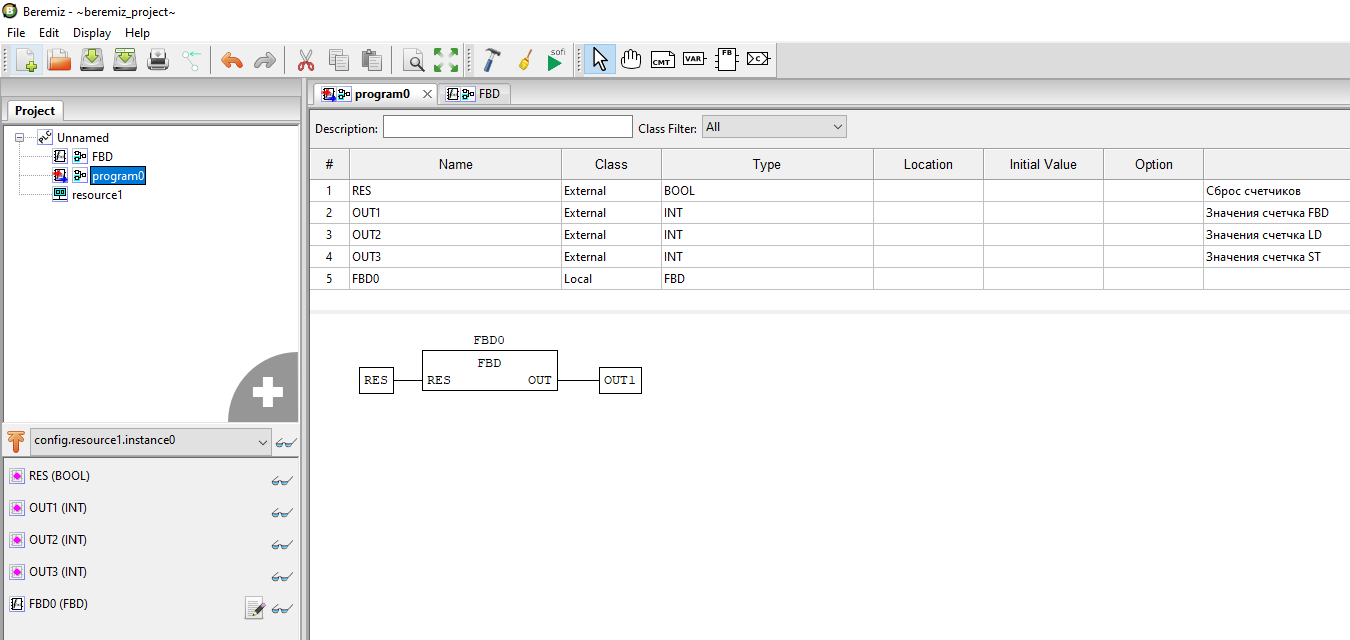 Beremiz - ~beremiz_project~
File Edit Display Help
sofi
CMT VAR FB C
Project
program0 FBD
Unnamed
FBD
program0
resource1
Description: Class Filter: All
# Name Class Type Location Initial Value Option
1 RES External BOOL Сброс счетчиков
2 OUT1 External INT Значения счетчка FBD
3 OUT2 External INT Значения счетчка LD
4 OUT3 External INT Значения счетчка ST
5 FBD0 Local FBD
FBD0
FBD
RES RES OUT OUT1
config.resource1.instance0
RES (BOOL)
OUT1 (INT)
OUT2 (INT)
OUT3 (INT)
FBD0 (FBD)